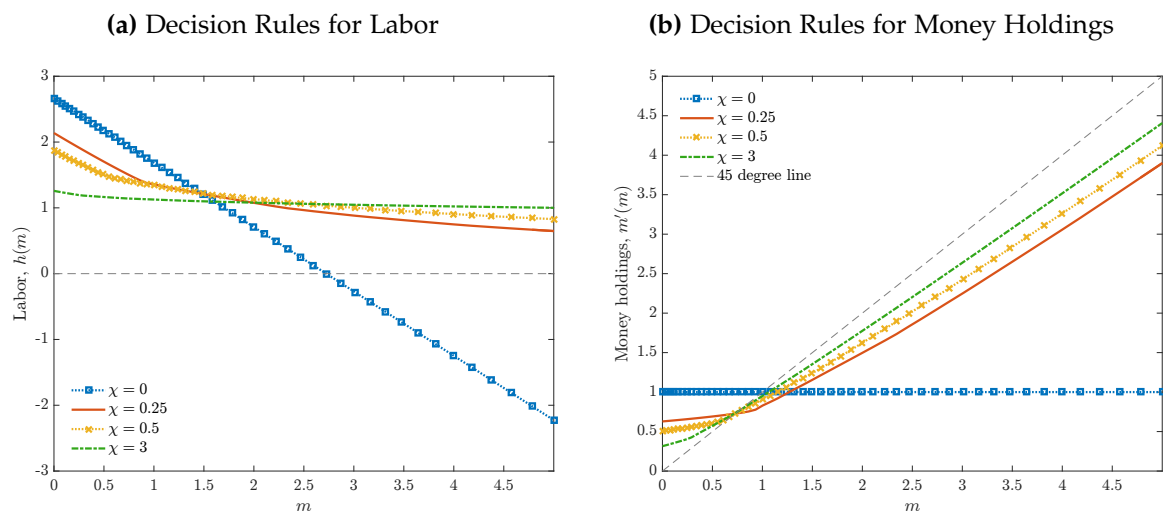 (a) Decision Rules for Labor
3
2
1
0
-1
-2
-3
Labor, h(m)
χ = 0
χ = 0.25
χ = 0.5
χ = 3
0 0.5 1 1.5 2 2.5 3 3.5 4 4.5
m
(b) Decision Rules for Money Holdings
5
4.5
4
3.5
3
2.5
2
1.5
1
0.5
0
Money holdings, m′(m)
χ = 0
χ = 0.25
χ = 0.5
χ = 3
45 degree line
0 0.5 1 1.5 2 2.5 3 3.5 4 4.5
m